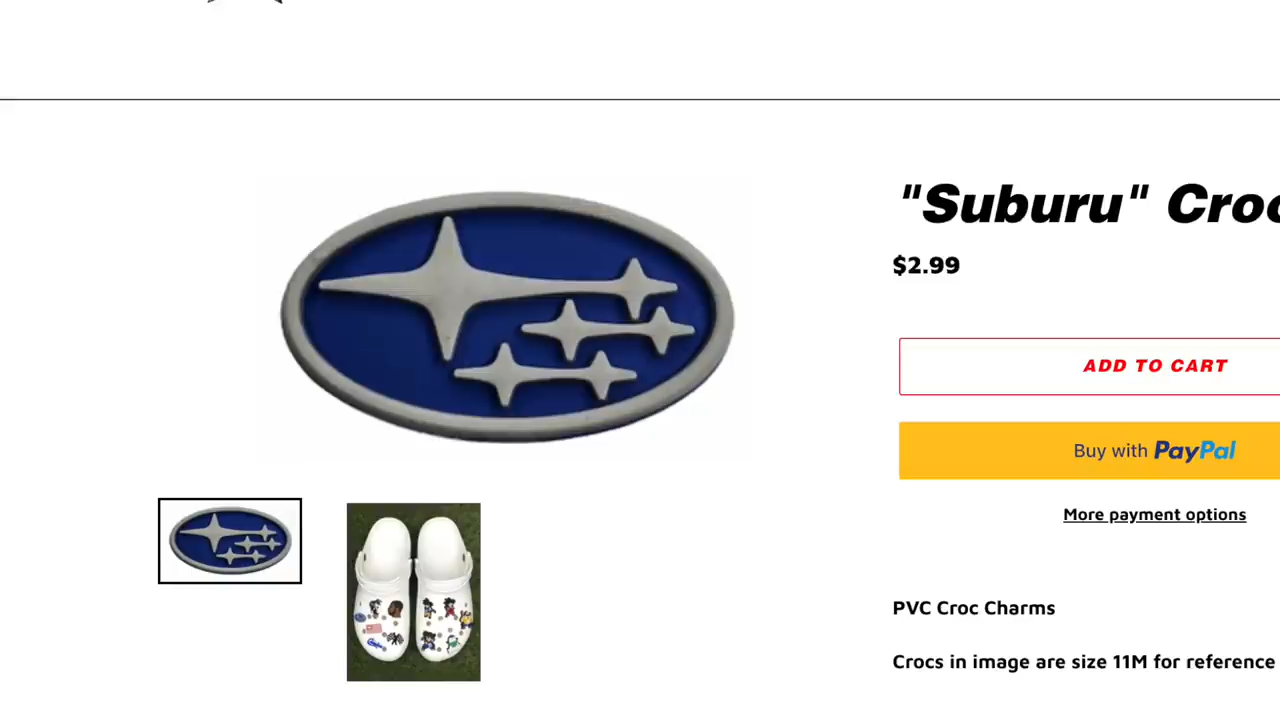 "Suburu" Croc
$2.99
ADD TO CART
Buy with PayPal
More payment options
PVC Croc Charms
Crocs in image are size 11M for reference